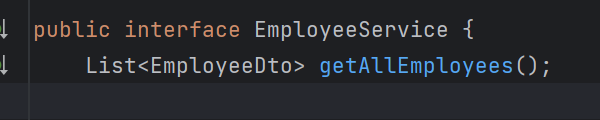 public interface EmployeeService {
List<EmployeeDto> getAllEmployees();